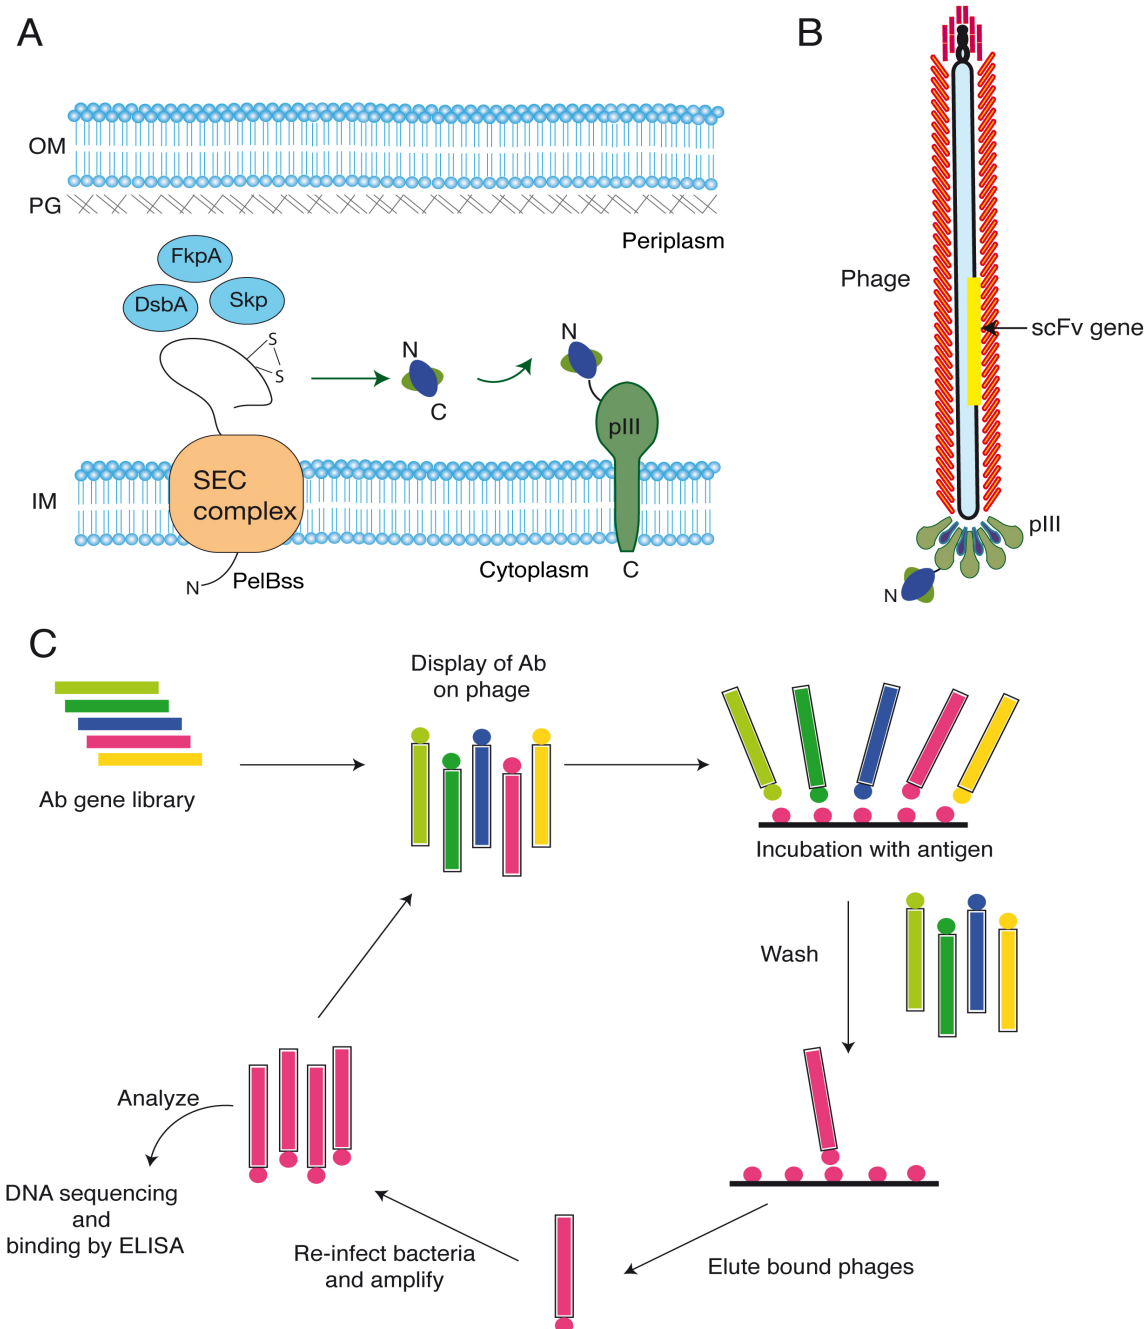 A
OM
PG
Periplasm
FkpA
DsbA
Skp
S
S
N
C
N
pIII
SEC
complex
IM
N
PelBss
Cytoplasm
C
B
Phage
scFv gene
pIII
N
C
Ab gene library
Display of Ab
on phage
Incubation with antigen
Wash
Elute bound phages
Re-infect bacteria
and amplify
Analyze
DNA sequencing
and
binding by ELISA